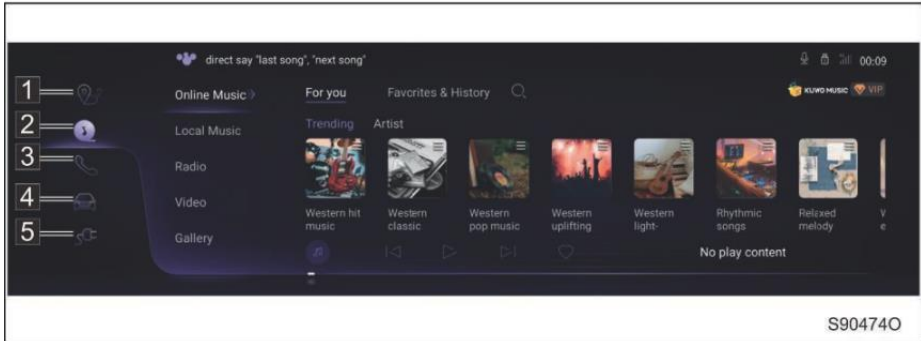 direct say "last song", "next song"
00:09
1
2
3
4
5
Online Music
Local Music
Radio
Video
Gallery
For you
Favorites & History
KUWO MUSIC
VIP
Trending
Artist
Western hit
music
Western
classic
Western
pop music
Western
uplifting
Western
light-
Rhythmic
songs
Relaxed
melody
V
e
No play content
S90474O